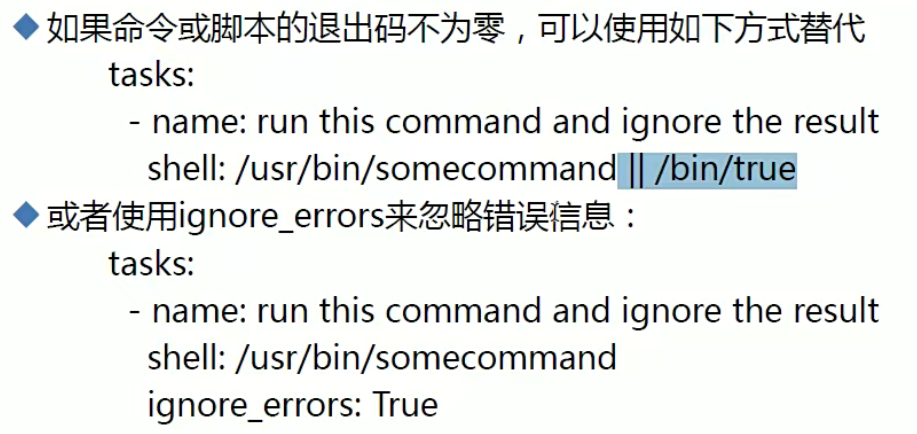 如果命令或脚本的退出码不为零，可以使用如下方式替代
tasks:
- name: run this command and ignore the result
shell: /usr/bin/somecommand || /bin/true
或者使用ignore_errors来忽略错误信息：
tasks:
- name: run this command and ignore the result
shell: /usr/bin/somecommand
ignore_errors: True